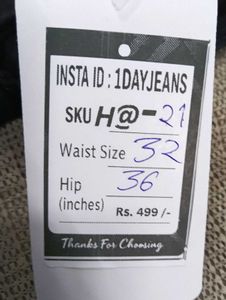 INSTA ID : 1DAYJEANS
SKU H@-21
Waist Size 32
Hip 36
(inches) Rs. 499 /-
Thanks For Choosing